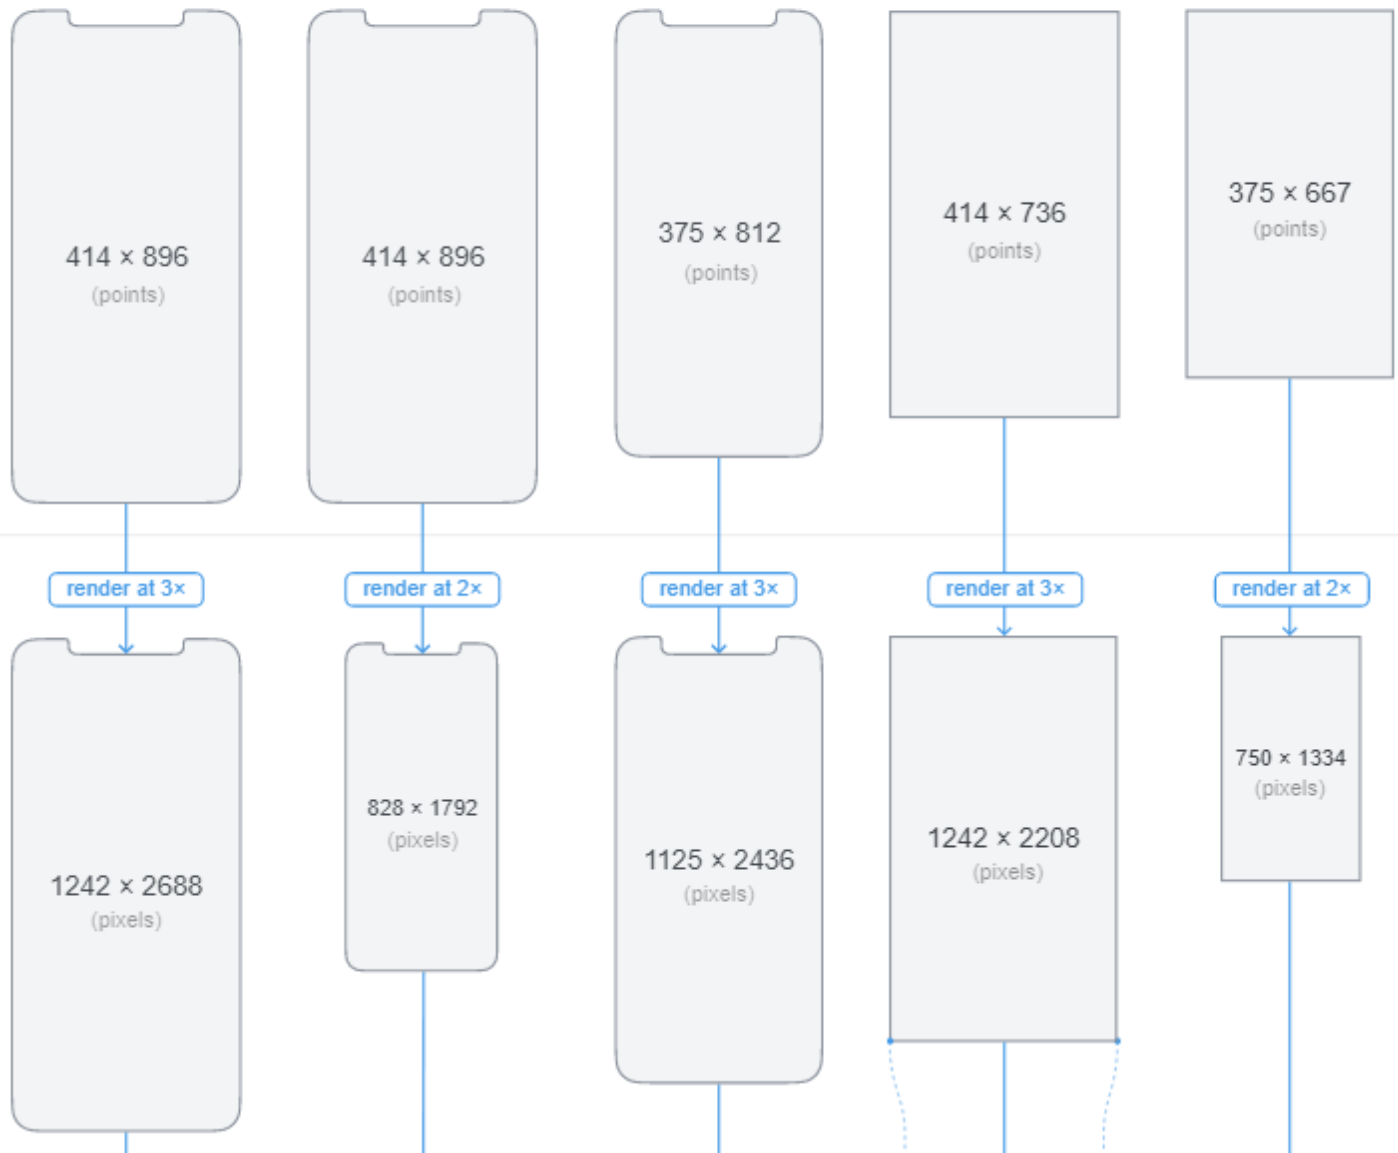 414 × 896
(points)
414 × 896
(points)
375 × 812
(points)
414 × 736
(points)
375 × 667
(points)
render at 3×
render at 2×
render at 3×
render at 3×
render at 2×
1242 × 2688
(pixels)
828 × 1792
(pixels)
1125 × 2436
(pixels)
1242 × 2208
(pixels)
750 × 1334
(pixels)